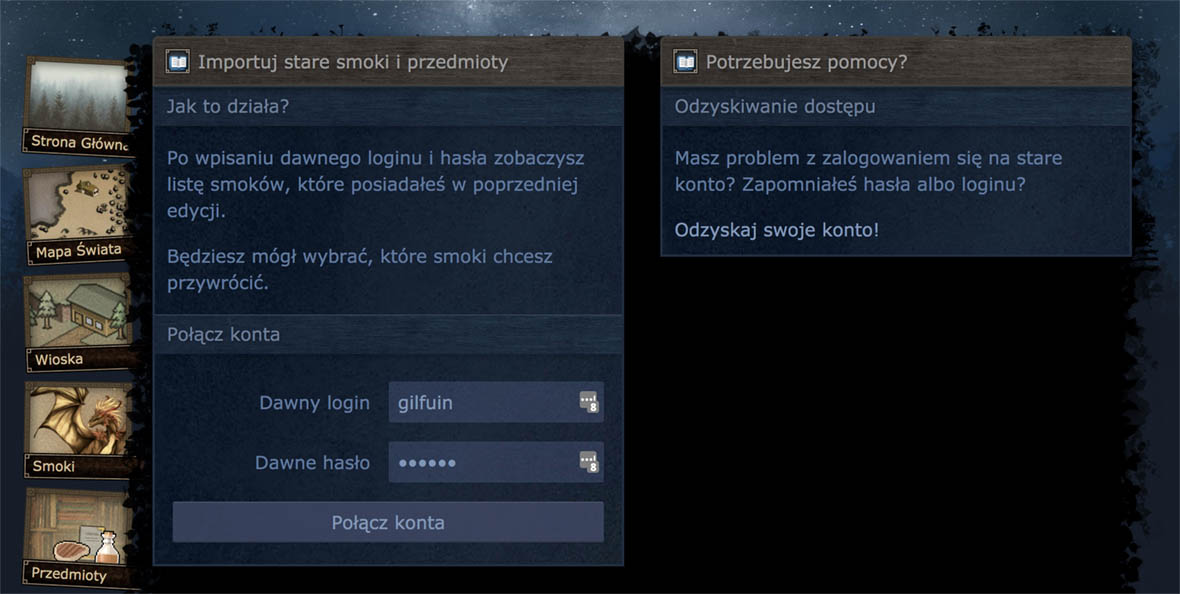 Strona Główna
Mapa Świata
Wioska
Smoki
Przedmioty
Importuj stare smoki i przedmioty
Jak to działa?
Po wpisaniu dawnego loginu i hasła zobaczysz
listę smoków, które posiadałeś w poprzedniej
edycji.
Będziesz mógł wybrać, które smoki chcesz
przywrócić.
Połącz konta
Dawny login
gilfuin
8
Dawne hasło
••••••
8
Połącz konta
Potrzebujesz pomocy?
Odzyskiwanie dostępu
Masz problem z zalogowaniem się na stare
konto? Zapomniałeś hasła albo loginu?
Odzyskaj swoje konto!